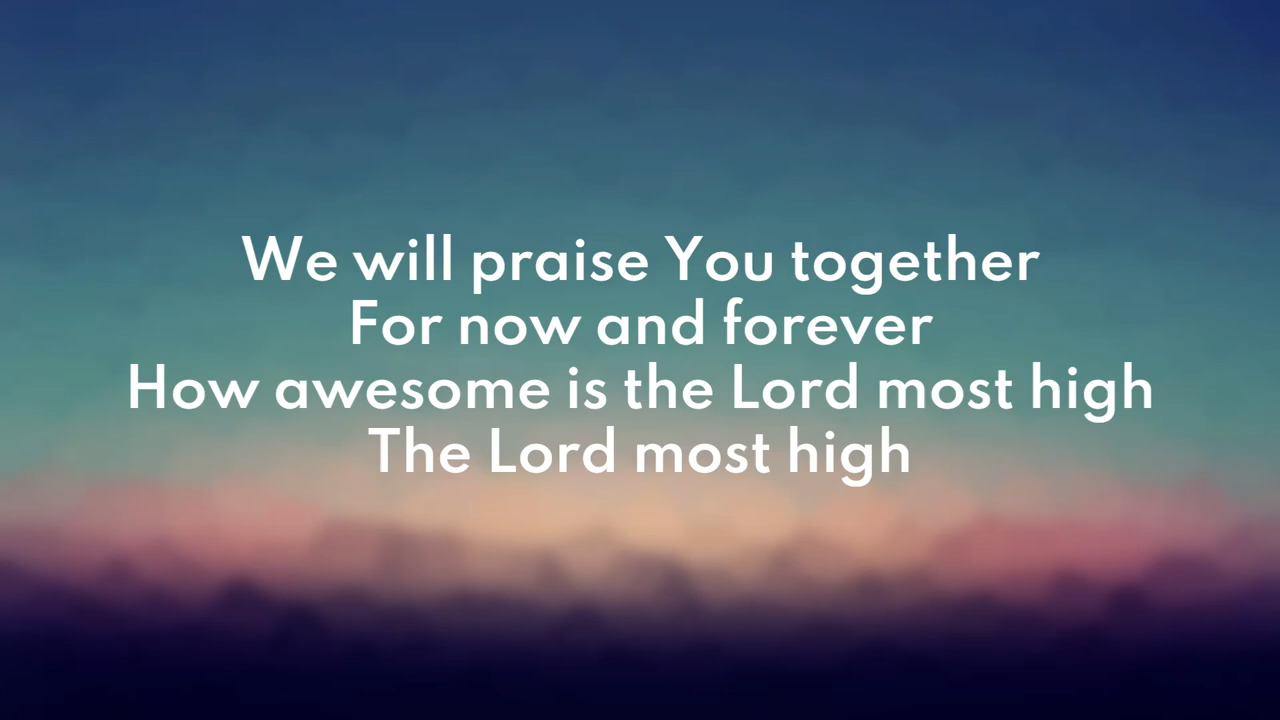 We will praise You together
For now and forever
How awesome is the Lord most high
The Lord most high